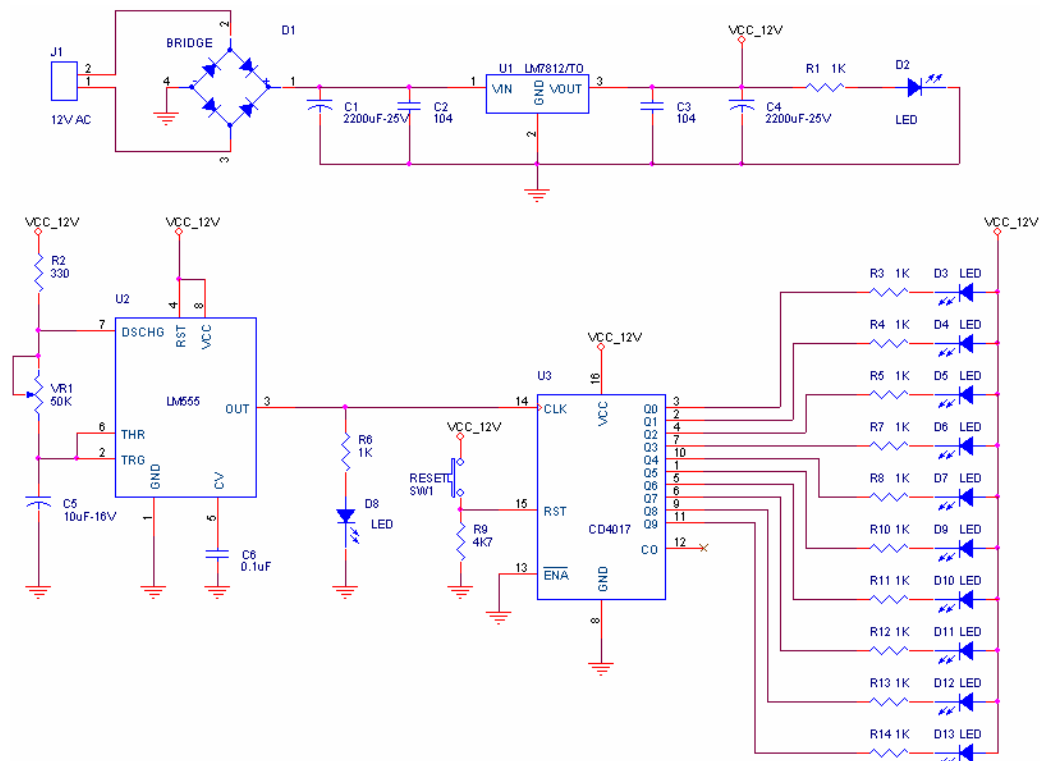 J1
2
1
12V AC
BRIDGE
D1
2
4
-
+
1
3
C1
2200uF-25V
C2
104
1
U1
LM7812/TO
VIN
GND
VOUT
3
2
C3
104
VCC_12V
C4
2200uF-25V
R1 1K
D2
LED
VCC_12V
R2
330
VR1
50K
C5
10uF-16V
VCC_12V
U2
4
8
7
DSCHG
RST
VCC
LM555
OUT
3
6
THR
2
TRG
GND
CV
1
5
C6
0.1uF
R6
1K
D8
LED
VCC_12V
RESET
SW1
R9
4K7
VCC_12V
U3
16
14
CLK
VCC
15
RST
CD4017
13
ENA
GND
8
Q0
3
Q1
2
Q2
4
Q3
7
Q4
10
Q5
1
Q6
5
Q7
6
Q8
9
Q9
11
CO
12
VCC_12V
R3 1K D3 LED
R4 1K D4 LED
R5 1K D5 LED
R7 1K D6 LED
R8 1K D7 LED
R10 1K D9 LED
R11 1K D10 LED
R12 1K D11 LED
R13 1K D12 LED
R14 1K D13 LED